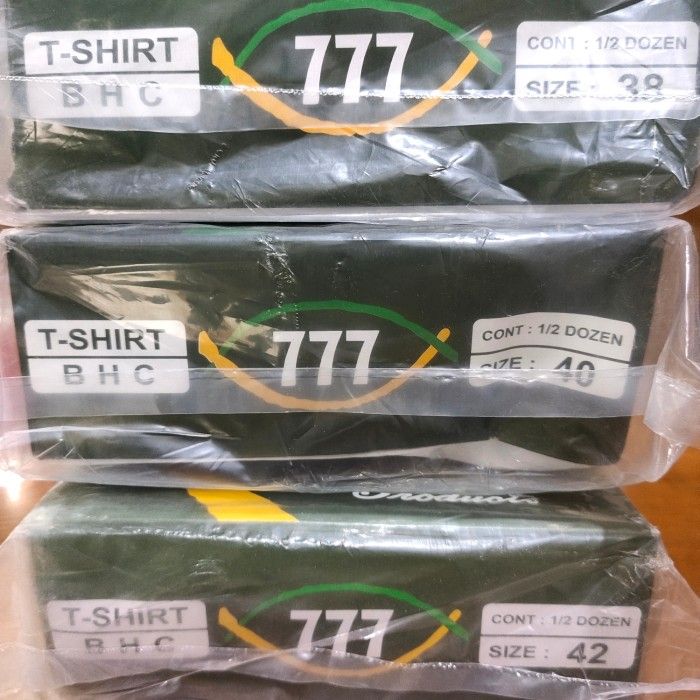 T-SHIRT
B H C
777
CONT : 1/2 DOZEN
SIZE : 38
T-SHIRT
B H C
777
CONT : 1/2 DOZEN
SIZE : 40
Products
T-SHIRT
B H C
777
CONT : 1/2 DOZEN
SIZE : 42